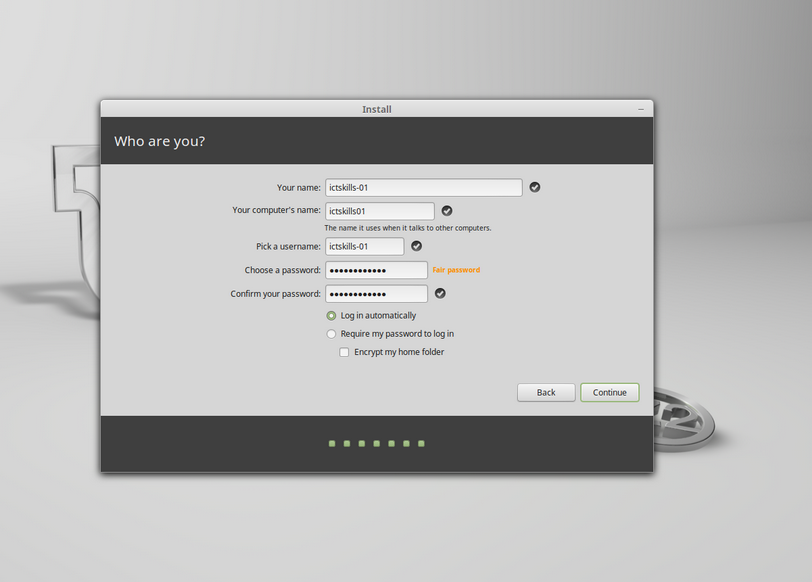 Install
Who are you?
Your name: ictskills-01
Your computer's name: ictskills01
The name it uses when it talks to other computers.
Pick a username: ictskills-01
Choose a password: ●●●●●●●●●●●● Fair password
Confirm your password: ●●●●●●●●●●●●
Log in automatically
Require my password to log in
Encrypt my home folder
Back Continue